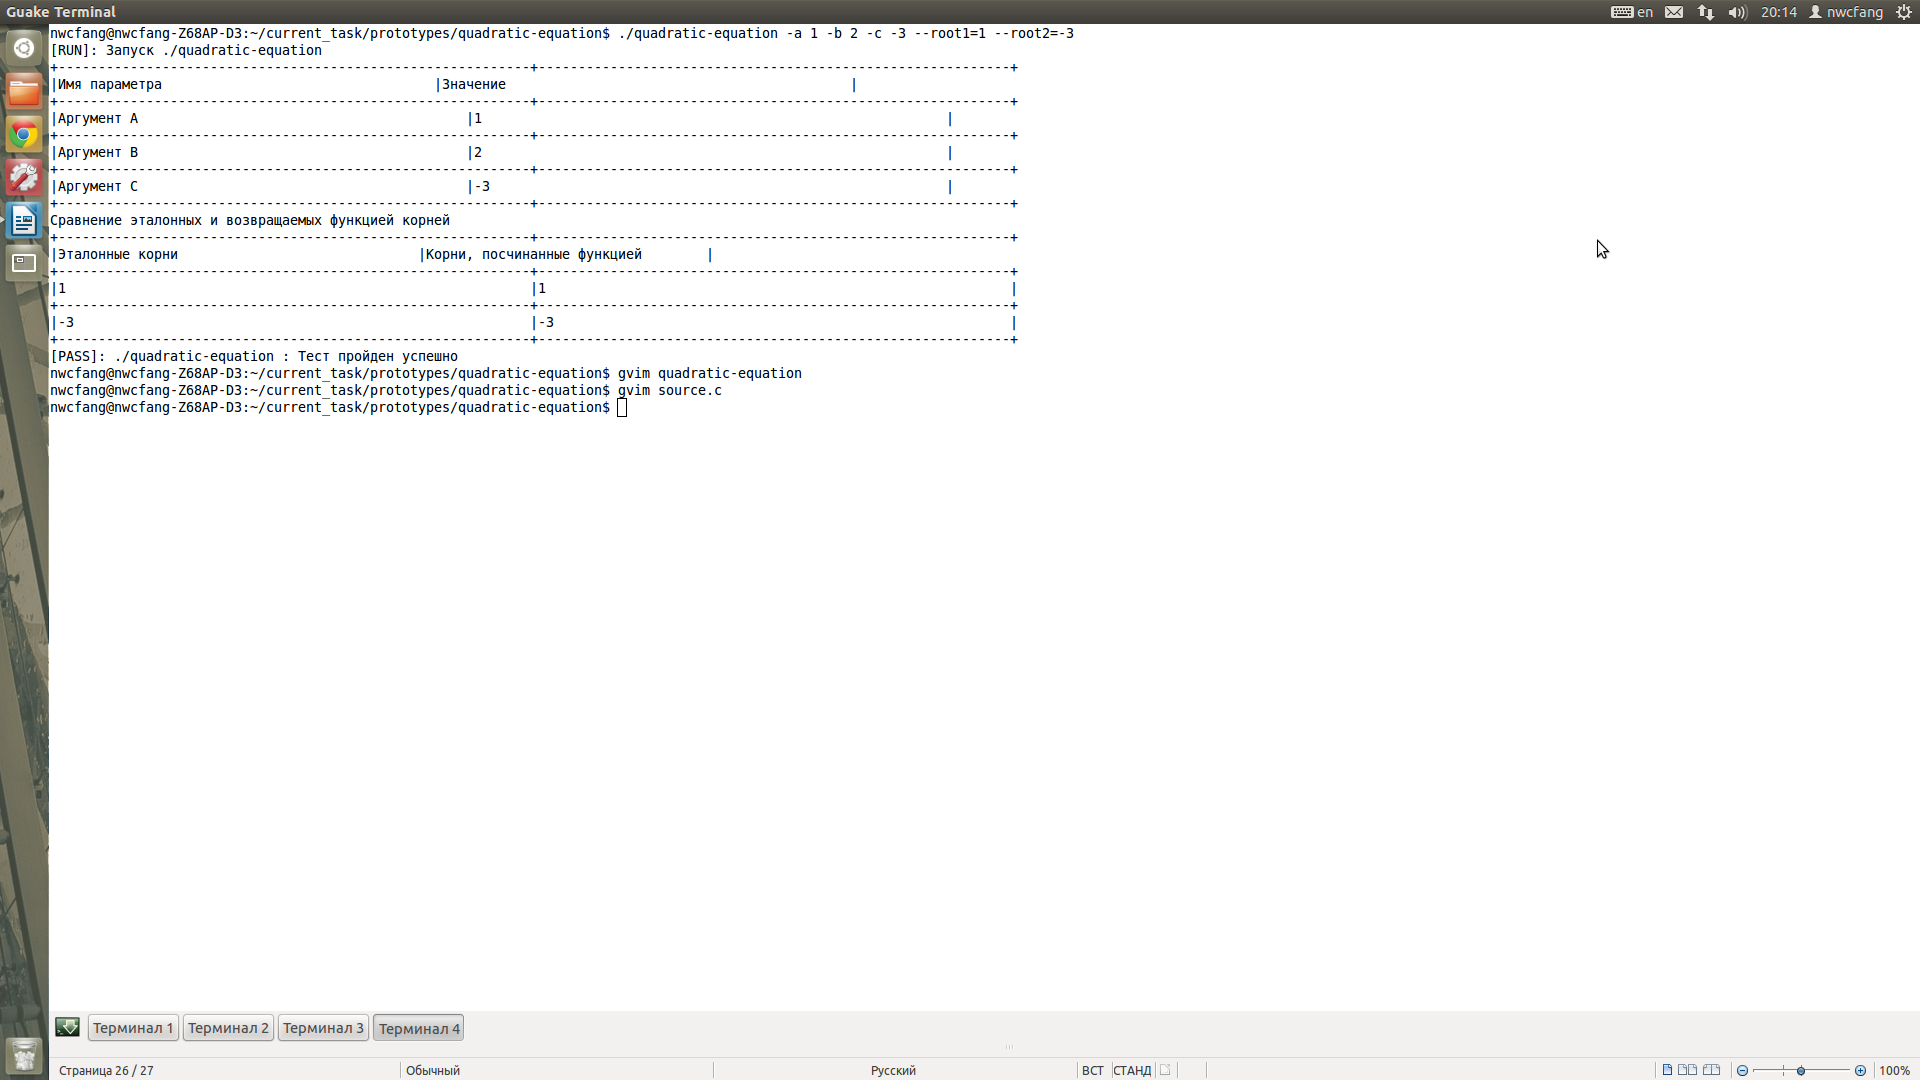 Guake Terminal
en
20:14
nwcfang
nwcfang@nwcfang-Z68AP-D3:~/current_task/prototypes/quadratic-equation$ ./quadratic-equation -a 1 -b 2 -c -3 --root1=1 --root2=-3
[RUN]: Запуск ./quadratic-equation
+-----------------------------------------------------------+-----------------------------------------------------------+
|Имя параметра |Значение |
+-----------------------------------------------------------+-----------------------------------------------------------+
|Аргумент A |1 |
+-----------------------------------------------------------+-----------------------------------------------------------+
|Аргумент B |2 |
+-----------------------------------------------------------+-----------------------------------------------------------+
|Аргумент C |-3 |
+-----------------------------------------------------------+-----------------------------------------------------------+
Сравнение эталонных и возвращаемых функцией корней
+-----------------------------------------------------------+-----------------------------------------------------------+
|Эталонные корни |Корни, посчинанные функцией |
+-----------------------------------------------------------+-----------------------------------------------------------+
|1 |1 |
+-----------------------------------------------------------+-----------------------------------------------------------+
|-3 |-3 |
+-----------------------------------------------------------+-----------------------------------------------------------+
[PASS]: ./quadratic-equation : Тест пройден успешно
nwcfang@nwcfang-Z68AP-D3:~/current_task/prototypes/quadratic-equation$ gvim quadratic-equation
nwcfang@nwcfang-Z68AP-D3:~/current_task/prototypes/quadratic-equation$ gvim source.c
nwcfang@nwcfang-Z68AP-D3:~/current_task/prototypes/quadratic-equation$
Терминал 1 Терминал 2 Терминал 3 Терминал 4
Страница 26 / 27 Обычный Русский ВСТ СТАНД 100%